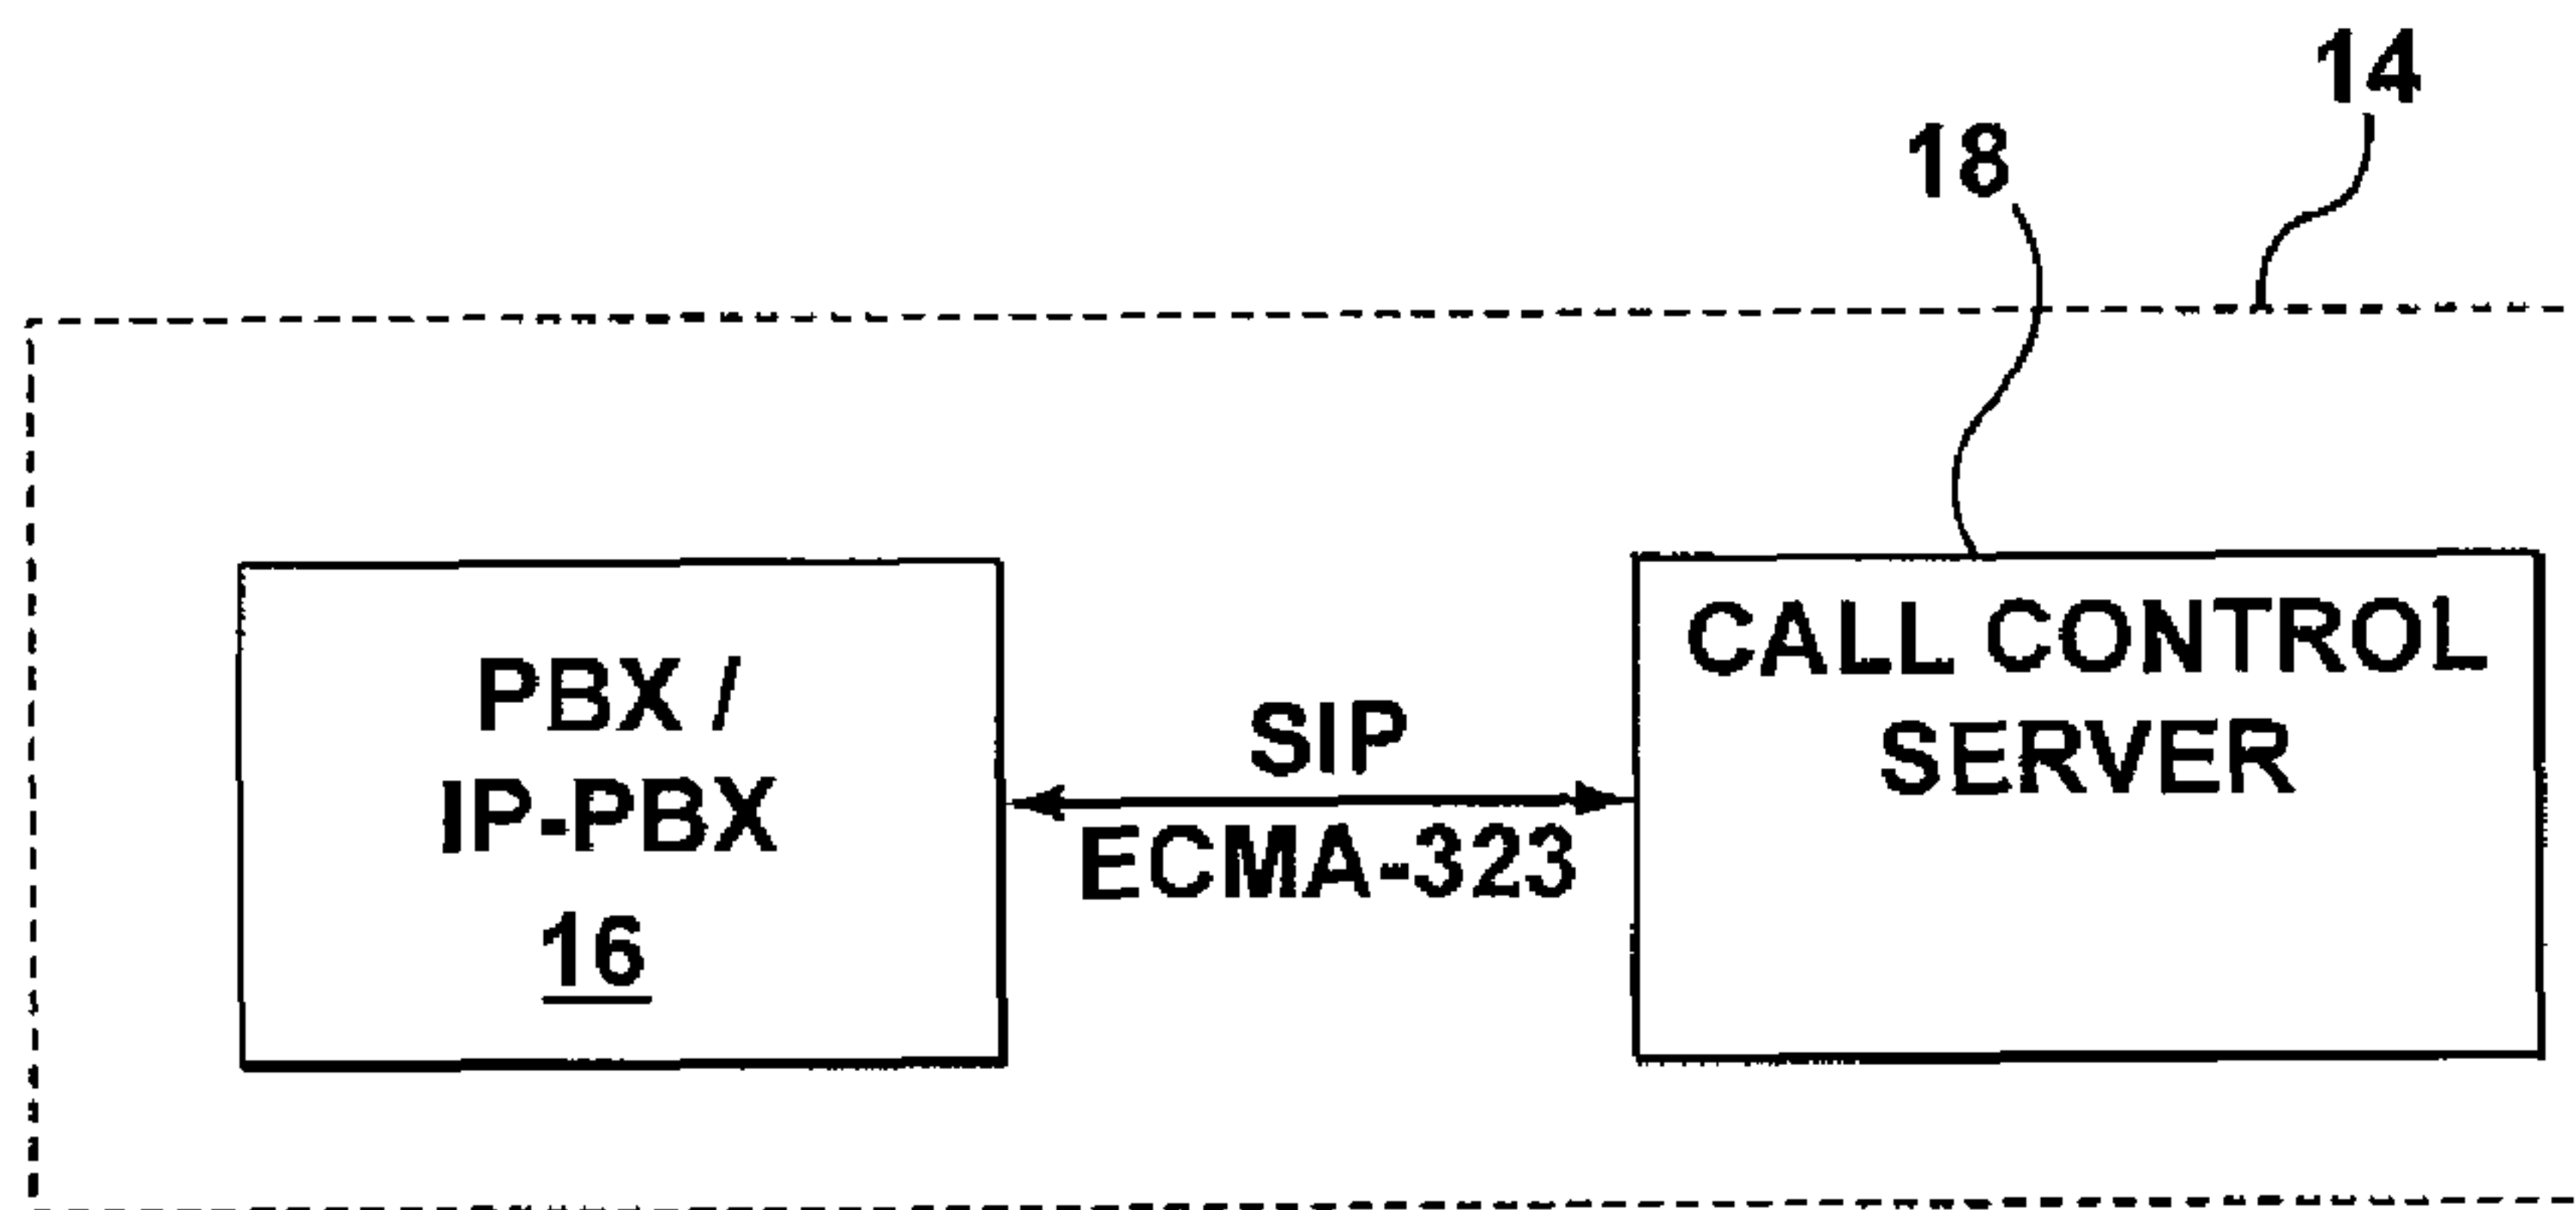 14
18
PBX /
IP-PBX
16
SIP
ECMA-323
CALL CONTROL
SERVER